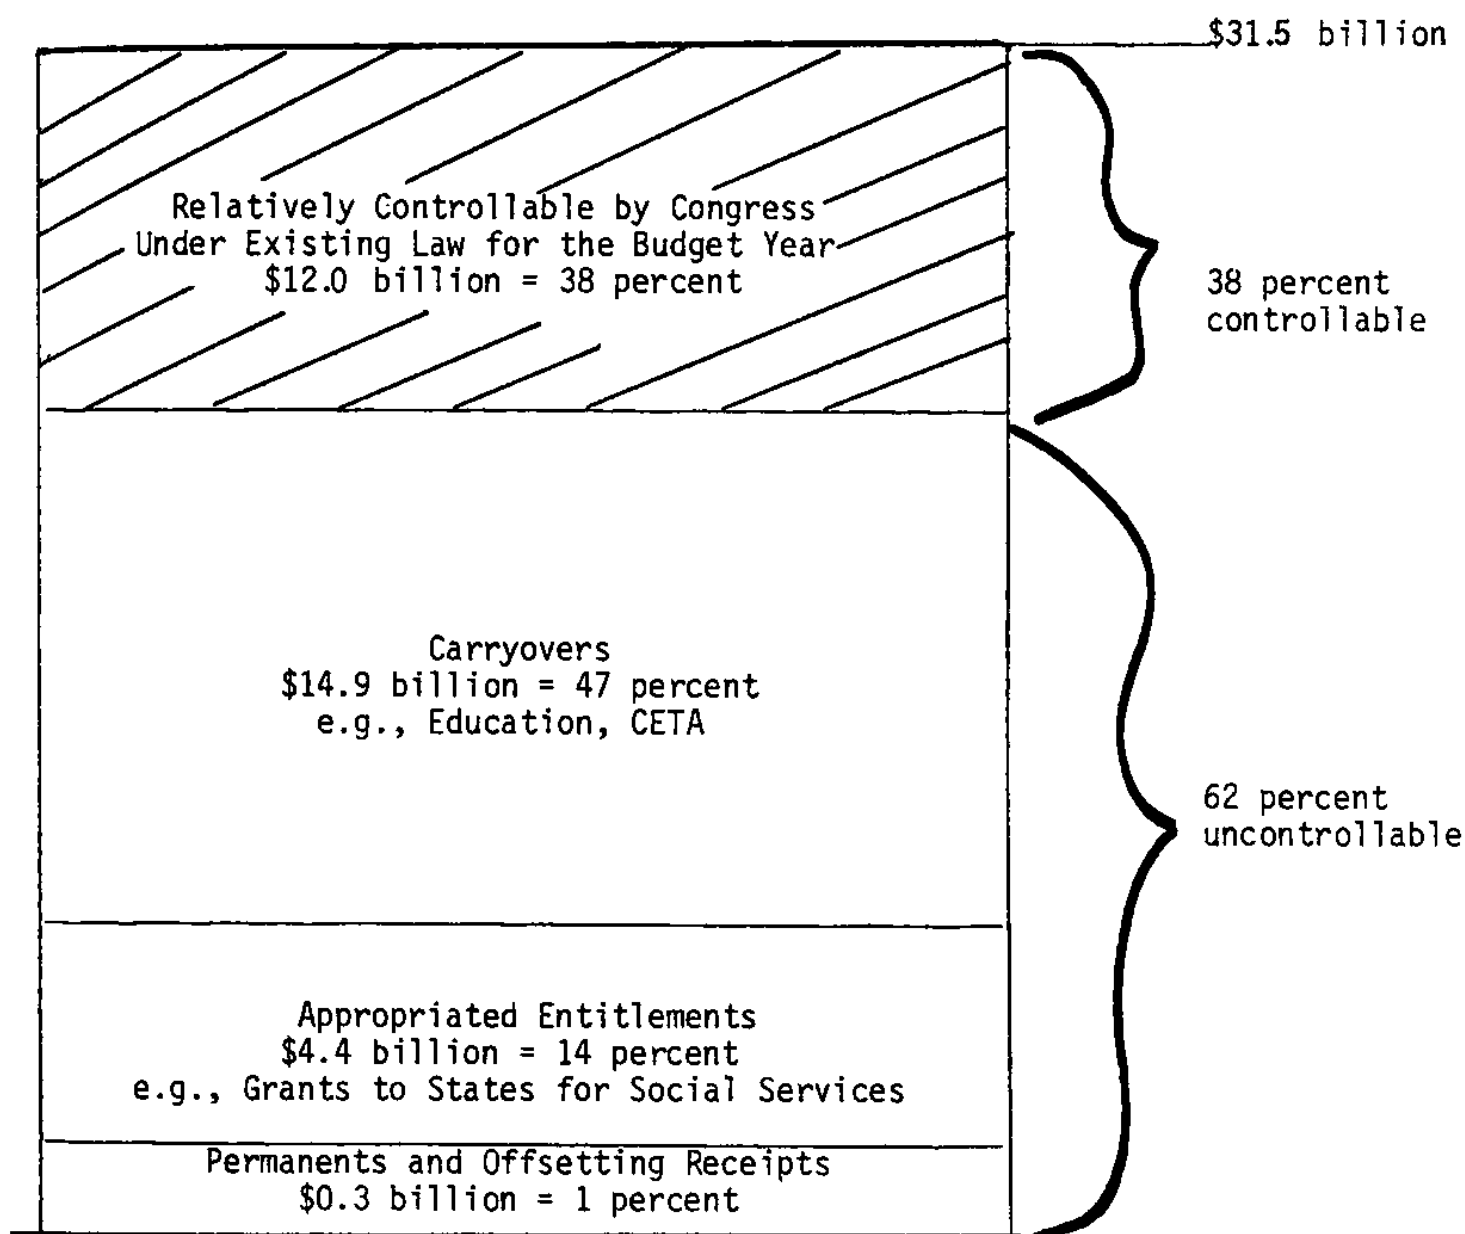 $31.5 billion
Relatively Controllable by Congress
Under Existing Law for the Budget Year
$12.0 billion = 38 percent
38 percent
controllable
Carryovers
$14.9 billion = 47 percent
e.g., Education, CETA
62 percent
uncontrollable
Appropriated Entitlements
$4.4 billion = 14 percent
e.g., Grants to States for Social Services
Permanents and Offsetting Receipts
$0.3 billion = 1 percent